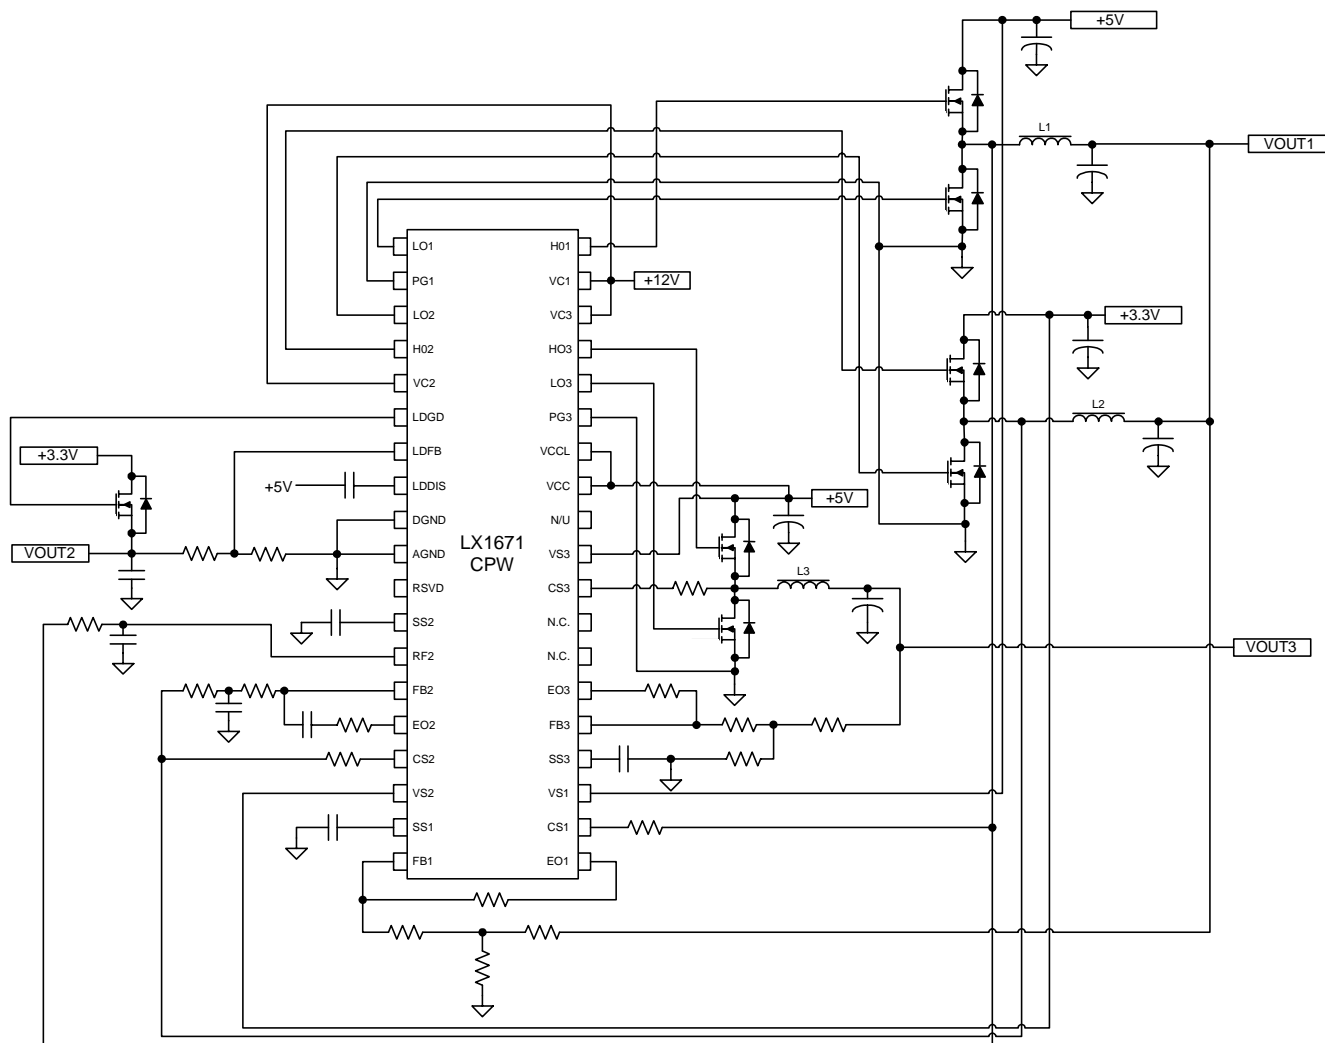 +5V
L1
VOUT1
LO1
H01
PG1
VC1
+12V
LO2
VC3
+3.3V
H02
HO3
VC2
LO3
L2
LDGD
PG3
+3.3V
LDFB
VCCL
+5V
LDDIS
VCC
+5V
DGND
N/U
LX1671
CPW
VOUT2
AGND
VS3
L3
RSVD
CS3
SS2
N.C.
RF2
N.C.
VOUT3
FB2
EO3
EO2
FB3
CS2
SS3
VS2
VS1
SS1
CS1
FB1
EO1